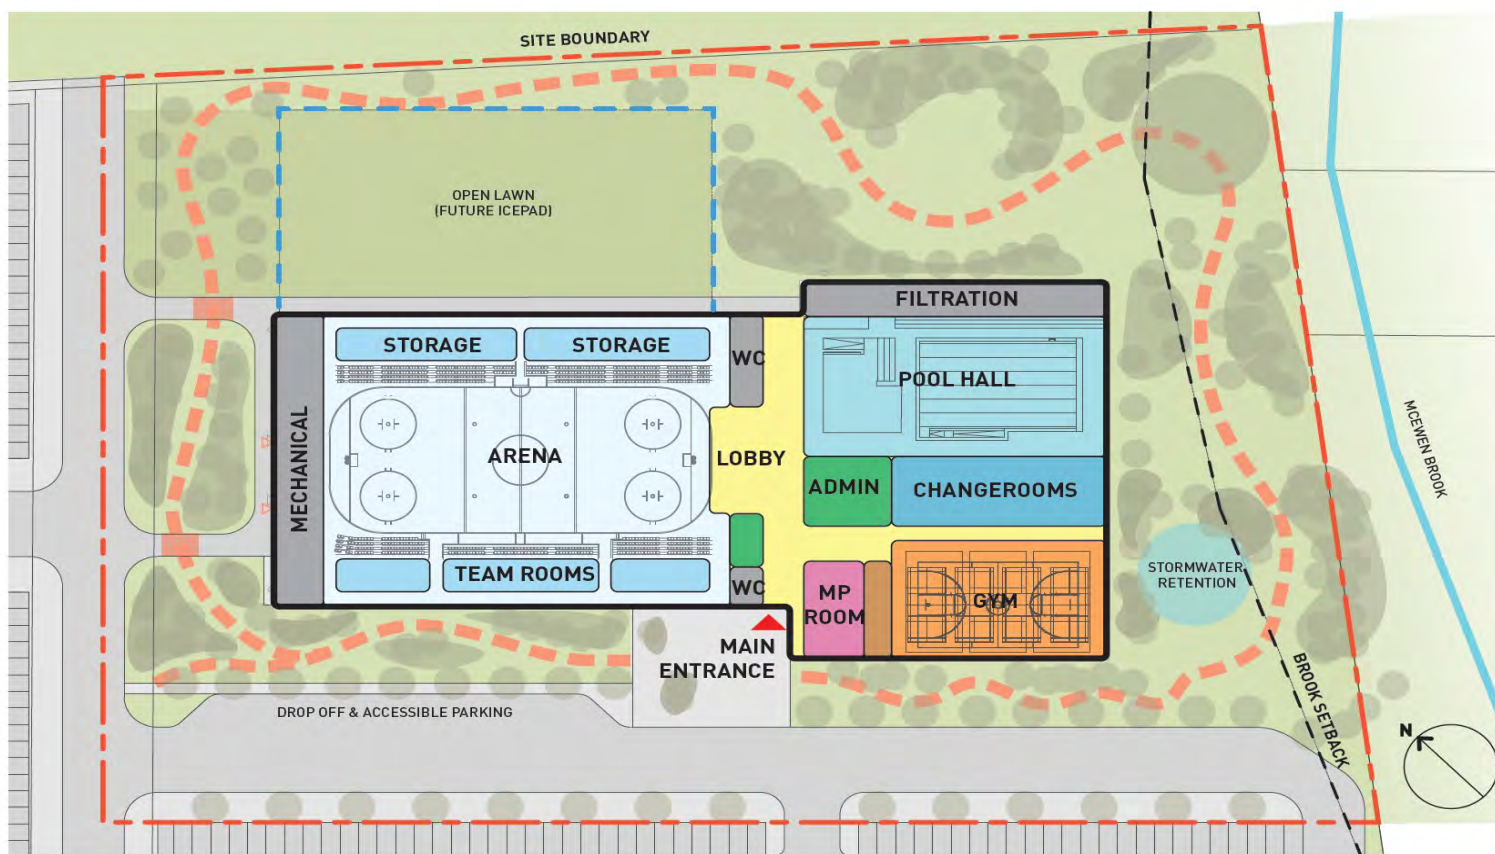 SITE BOUNDARY
OPEN LAWN
(FUTURE ICEPAD)
FILTRATION
STORAGE
STORAGE
WC
POOL HALL
MECHANICAL
ARENA
LOBBY
ADMIN
CHANGEROOMS
MCEWEN BROOK
TEAM ROOMS
WC
MP
ROOM
GYM
STORMWATER
RETENTION
MAIN
ENTRANCE
BROOK SETBACK
DROP OFF & ACCESSIBLE PARKING
N